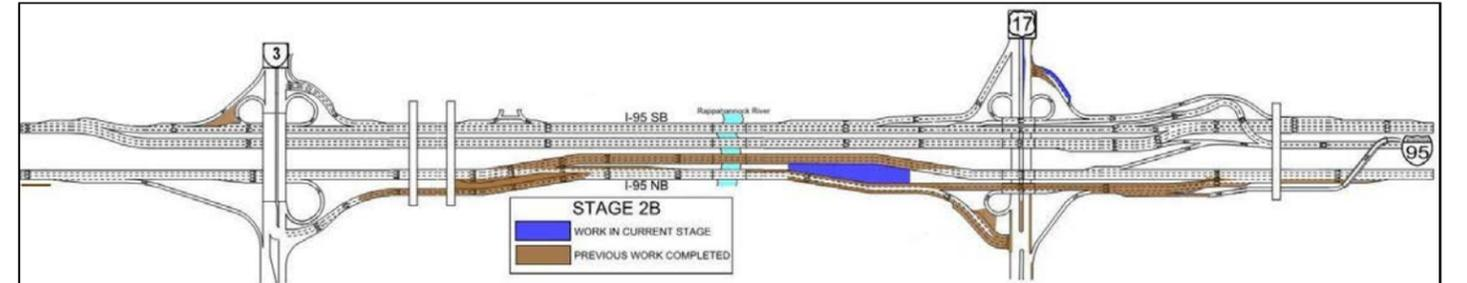 17
3
Rappahannock River
I-95 SB
95
I-95 NB
STAGE 2B
WORK IN CURRENT STAGE
PREVIOUS WORK COMPLETED